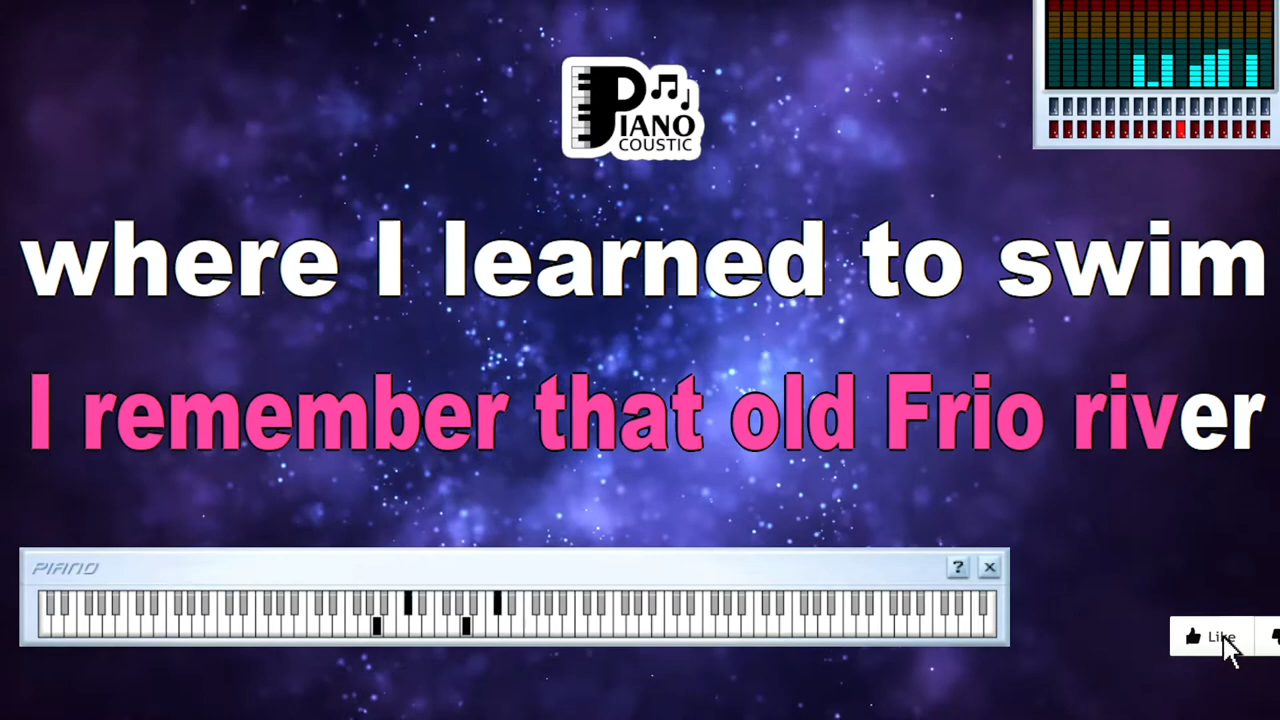 PIANO
COUSTIC
where I learned to swim
I remember that old Frio river
PIANO
?
Like